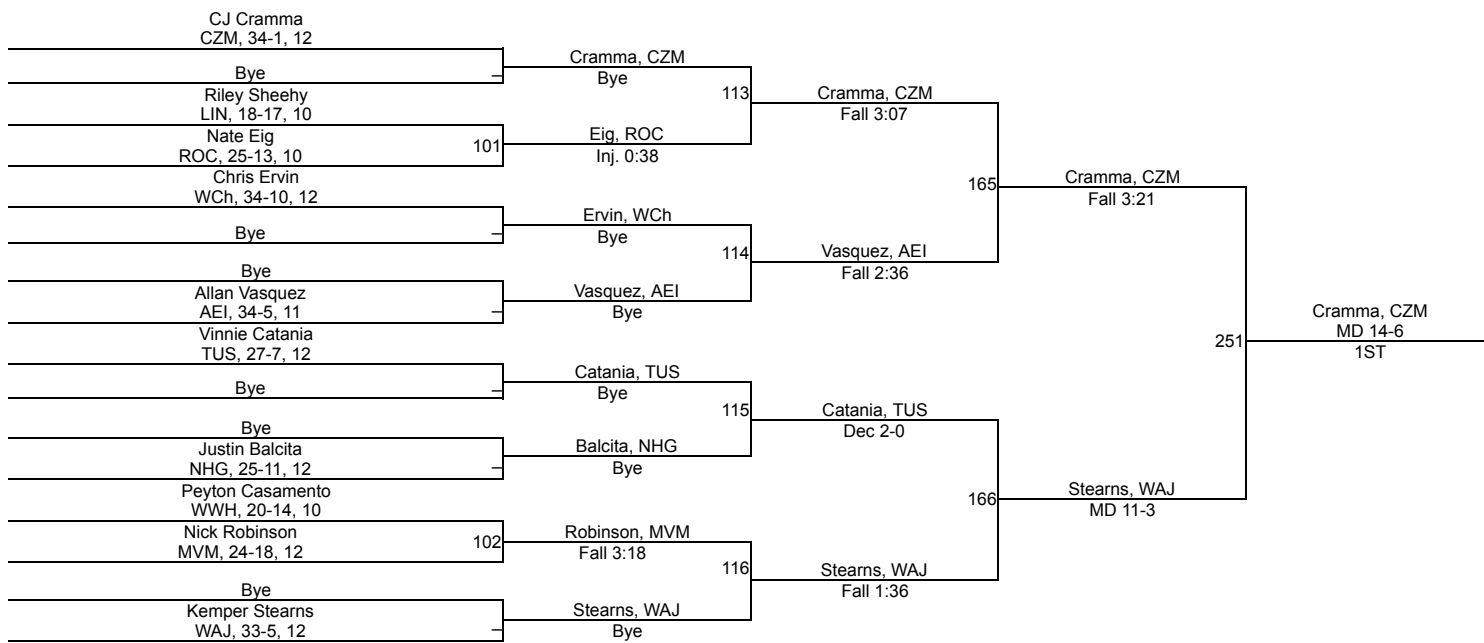 CJ Cramma
CZM, 34-1, 12
Bye
–
Riley Sheehy
LIN, 18-17, 10
Nate Eig
ROC, 25-13, 10
101
Chris Ervin
WCh, 34-10, 12
Bye
–
Bye
Allan Vasquez
AEI, 34-5, 11
–
Vinnie Catania
TUS, 27-7, 12
Bye
–
Bye
Justin Balcita
NHG, 25-11, 12
–
Peyton Casamento
WWH, 20-14, 10
Nick Robinson
MVM, 24-18, 12
102
Bye
Kemper Stearns
WAJ, 33-5, 12
–
Cramma, CZM
Bye
113
Eig, ROC
Inj. 0:38
Ervin, WCh
Bye
114
Vasquez, AEI
Bye
Catania, TUS
Bye
115
Balcita, NHG
Bye
Robinson, MVM
Fall 3:18
116
Stearns, WAJ
Bye
Cramma, CZM
Fall 3:07
165
Vasquez, AEI
Fall 2:36
Catania, TUS
Dec 2-0
166
Stearns, WAJ
Fall 1:36
Cramma, CZM
Fall 3:21
251
Stearns, WAJ
MD 11-3
Cramma, CZM
MD 14-6
1ST